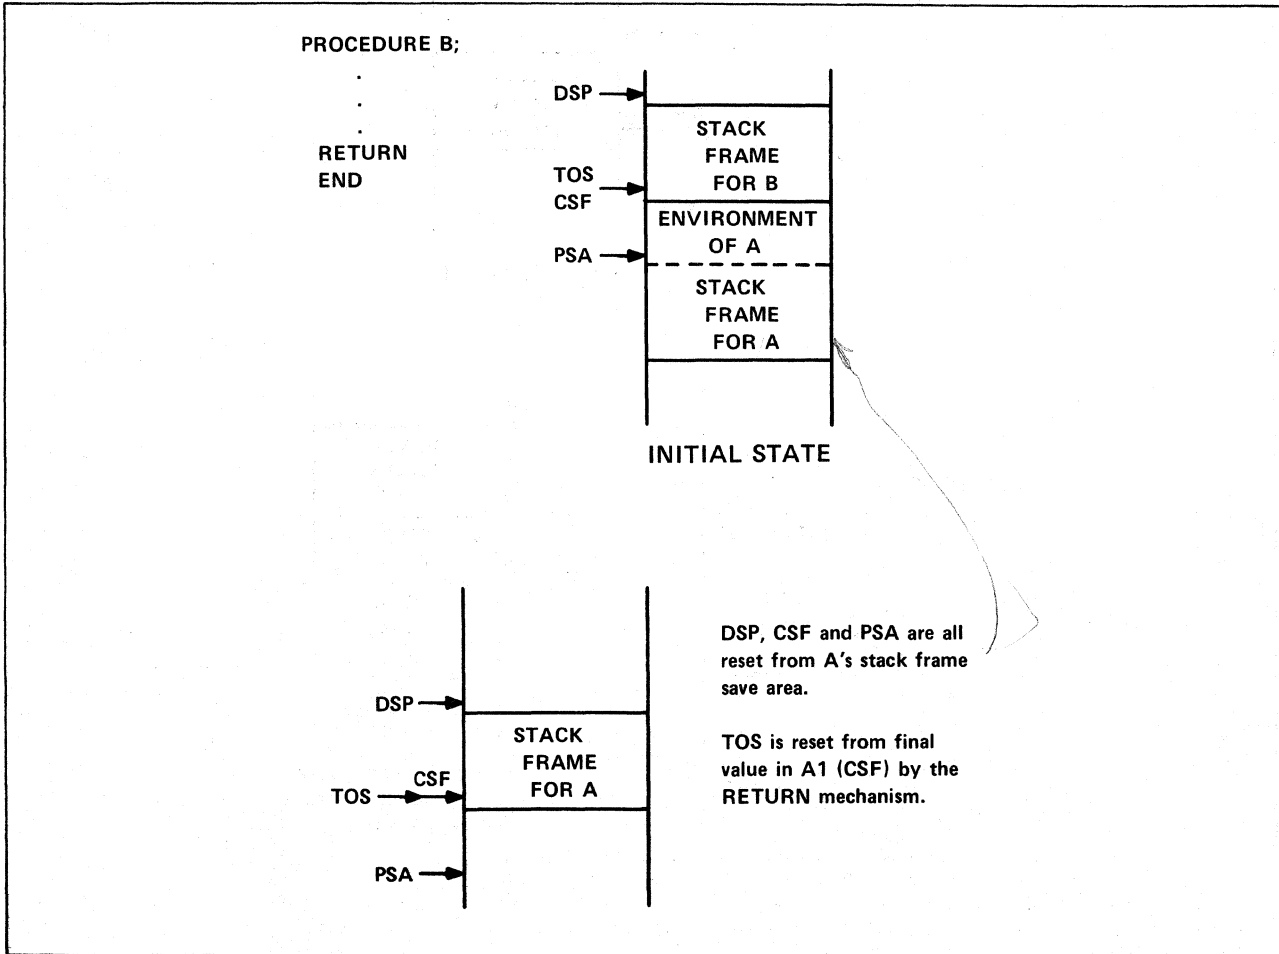 PROCEDURE B;
.
.
.
RETURN
END
DSP
STACK
FRAME
FOR B
TOS
CSF
ENVIRONMENT
OF A
PSA
STACK
FRAME
FOR A
INITIAL STATE
DSP
STACK
FRAME
FOR A
CSF
TOS
PSA
DSP, CSF and PSA are all
reset from A's stack frame
save area.
TOS is reset from final
value in A1 (CSF) by the
RETURN mechanism.